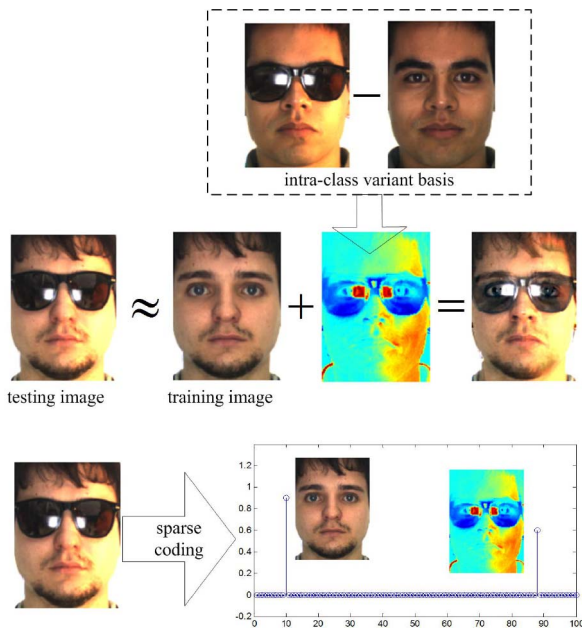 intra-class variant basis
−
≈
+
=
testing image
training image
sparse
coding
1.2
1
0.8
0.6
0.4
0.2
0
-0.2
0 10 20 30 40 50 60 70 80 90 100